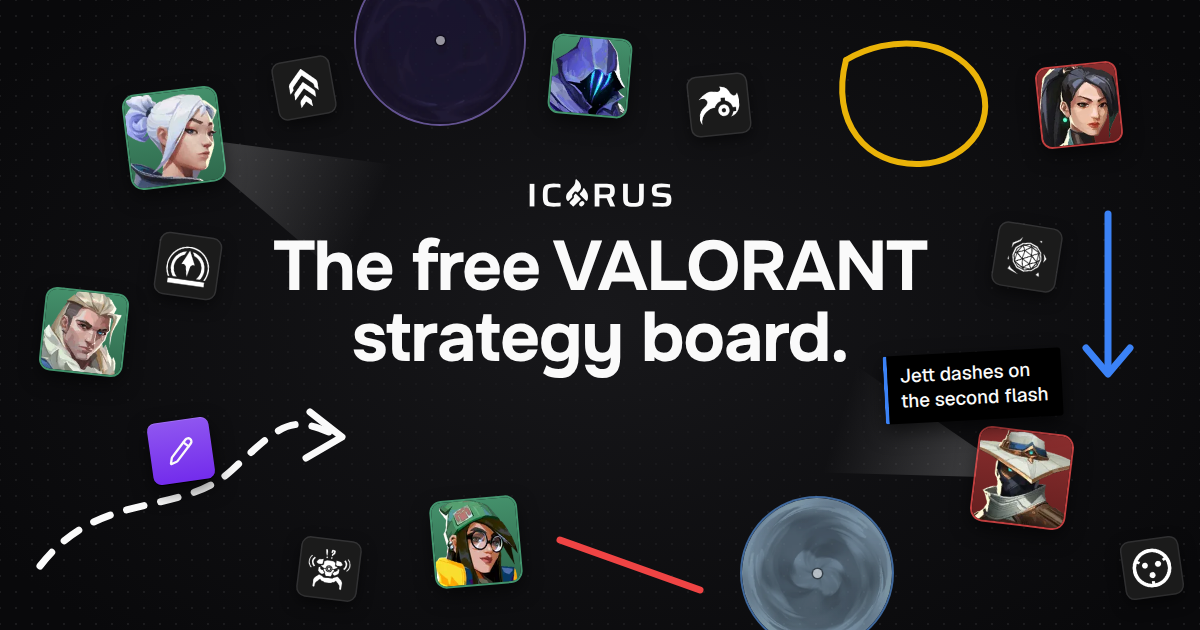 ICARUS
The free VALORANT
strategy board.
Jett dashes on
the second flash
!?